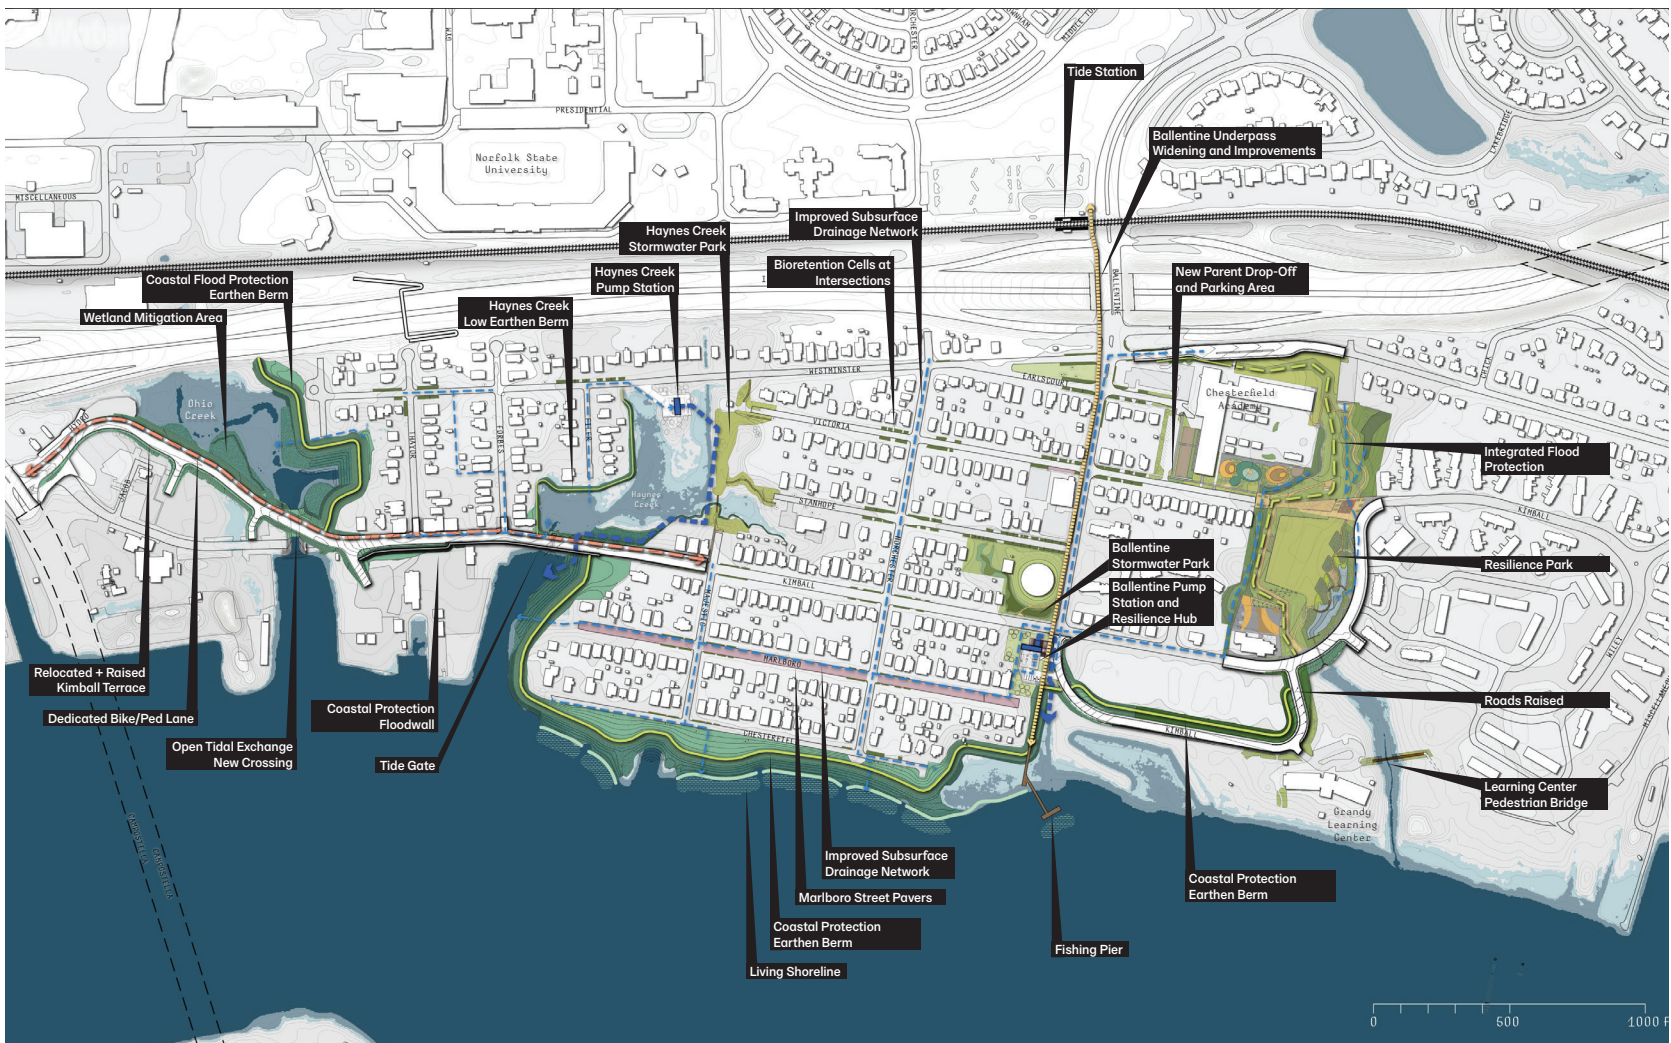 PRESIDENTIAL
Norfolk State
University
MISCELLANEOUS
Tide Station
Ballentine Underpass
Widening and Improvements
LAKEBRIDGE
Haynes Creek
Stormwater Park
Improved Subsurface
Drainage Network
Haynes Creek
Pump Station
Bioretention Cells at
Intersections
BALLENTINE
New Parent Drop-Off
and Parking Area
Coastal Flood Protection
Earthen Berm
Wetland Mitigation Area
Haynes Creek
Low Earthen Berm
WESTMINSTER
EARLSCOURT
Chesterfield
Academy
Ohio
Creek
VICTORIA
Integrated Flood
Protection
Haynes
Creek
STANHOPE
KIMBALL
Ballentine
Stormwater Park
Resilience Park
Ballentine Pump
Station and
Resilience Hub
KIMBALL
MAJESTIC
MARLBORO
WILEY
Relocated + Raised
Kimball Terrace
Dedicated Bike/Ped Lane
Open Tidal Exchange
New Crossing
Coastal Protection
Floodwall
Tide Gate
Roads Raised
CHESTERFIELD
KIMBALL
Learning Center
Pedestrian Bridge
Grandy
Learning
Center
CAMPOSTELLA
CAMPOSTELLA
Improved Subsurface
Drainage Network
Marlboro Street Pavers
Coastal Protection
Earthen Berm
Living Shoreline
Coastal Protection
Earthen Berm
Fishing Pier
0 500 1000 F